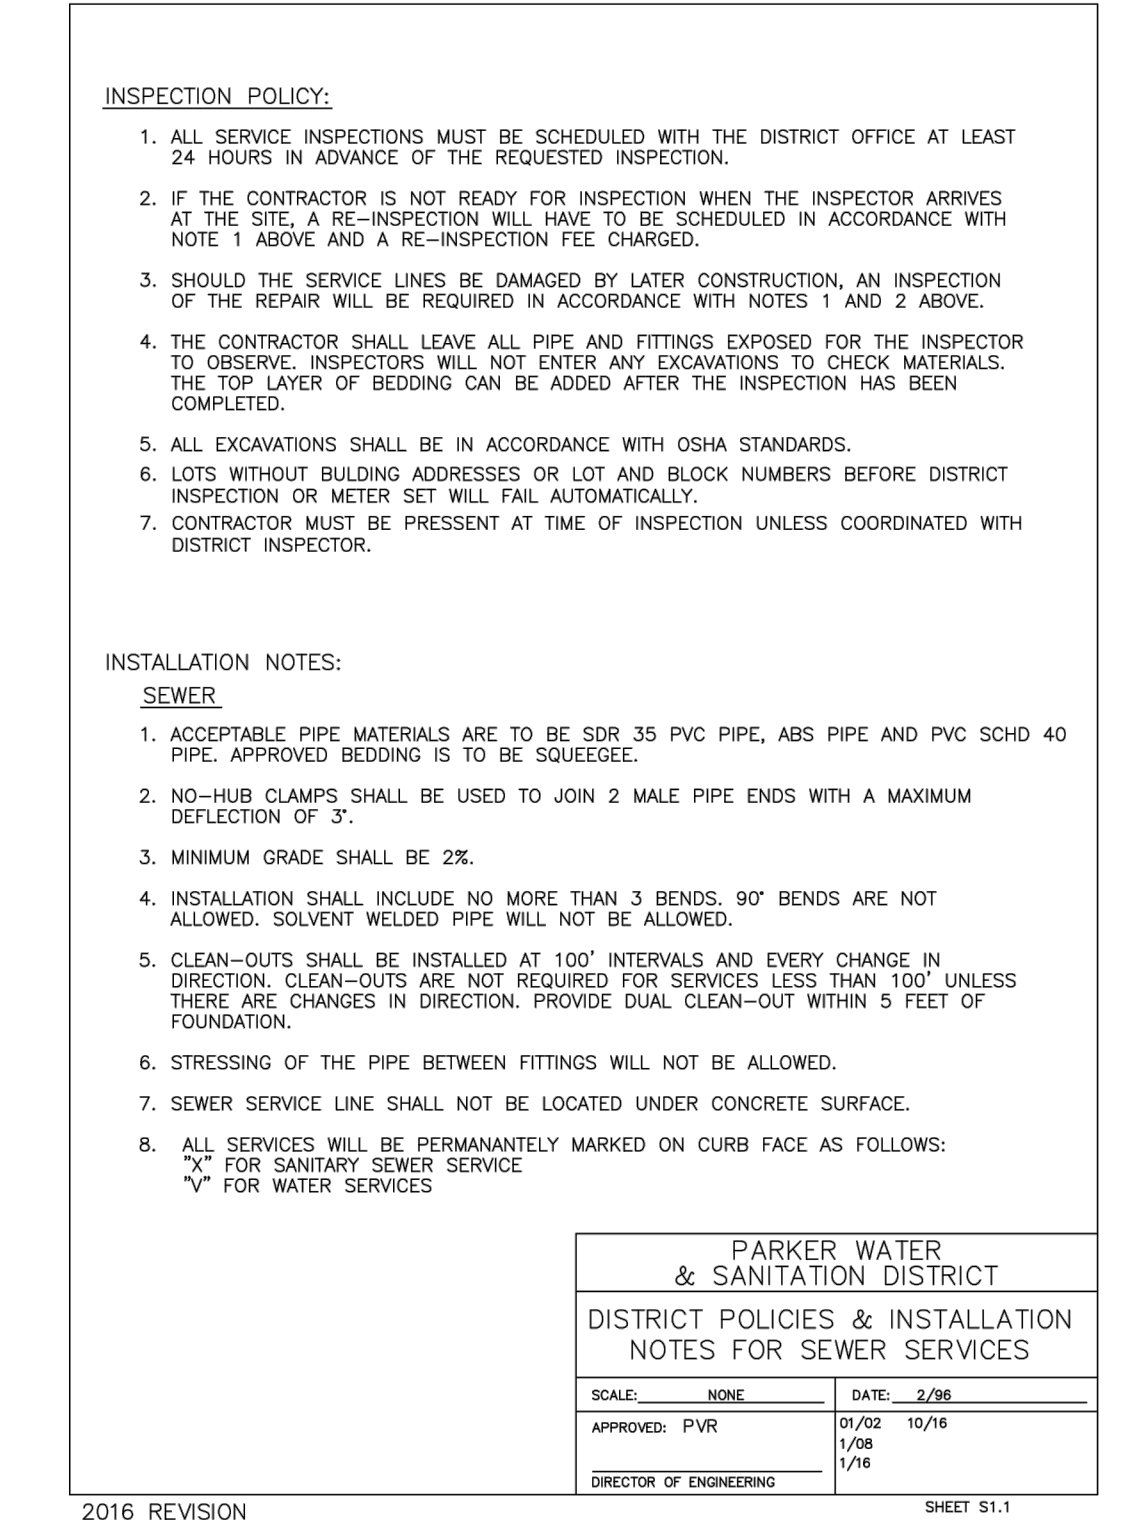 INSPECTION POLICY:
1. ALL SERVICE INSPECTIONS MUST BE SCHEDULED WITH THE DISTRICT OFFICE AT LEAST
24 HOURS IN ADVANCE OF THE REQUESTED INSPECTION.
2. IF THE CONTRACTOR IS NOT READY FOR INSPECTION WHEN THE INSPECTOR ARRIVES
AT THE SITE, A RE-INSPECTION WILL HAVE TO BE SCHEDULED IN ACCORDANCE WITH
NOTE 1 ABOVE AND A RE-INSPECTION FEE CHARGED.
3. SHOULD THE SERVICE LINES BE DAMAGED BY LATER CONSTRUCTION, AN INSPECTION
OF THE REPAIR WILL BE REQUIRED IN ACCORDANCE WITH NOTES 1 AND 2 ABOVE.
4. THE CONTRACTOR SHALL LEAVE ALL PIPE AND FITTINGS EXPOSED FOR THE INSPECTOR
TO OBSERVE. INSPECTORS WILL NOT ENTER ANY EXCAVATIONS TO CHECK MATERIALS.
THE TOP LAYER OF BEDDING CAN BE ADDED AFTER THE INSPECTION HAS BEEN
COMPLETED.
5. ALL EXCAVATIONS SHALL BE IN ACCORDANCE WITH OSHA STANDARDS.
6. LOTS WITHOUT BULDING ADDRESSES OR LOT AND BLOCK NUMBERS BEFORE DISTRICT
INSPECTION OR METER SET WILL FAIL AUTOMATICALLY.
7. CONTRACTOR MUST BE PRESSENT AT TIME OF INSPECTION UNLESS COORDINATED WITH
DISTRICT INSPECTOR.
INSTALLATION NOTES:
SEWER
1. ACCEPTABLE PIPE MATERIALS ARE TO BE SDR 35 PVC PIPE, ABS PIPE AND PVC SCHD 40
PIPE. APPROVED BEDDING IS TO BE SQUEEGEE.
2. NO-HUB CLAMPS SHALL BE USED TO JOIN 2 MALE PIPE ENDS WITH A MAXIMUM
DEFLECTION OF 3°.
3. MINIMUM GRADE SHALL BE 2%.
4. INSTALLATION SHALL INCLUDE NO MORE THAN 3 BENDS. 90° BENDS ARE NOT
ALLOWED. SOLVENT WELDED PIPE WILL NOT BE ALLOWED.
5. CLEAN-OUTS SHALL BE INSTALLED AT 100' INTERVALS AND EVERY CHANGE IN
DIRECTION. CLEAN-OUTS ARE NOT REQUIRED FOR SERVICES LESS THAN 100' UNLESS
THERE ARE CHANGES IN DIRECTION. PROVIDE DUAL CLEAN-OUT WITHIN 5 FEET OF
FOUNDATION.
6. STRESSING OF THE PIPE BETWEEN FITTINGS WILL NOT BE ALLOWED.
7. SEWER SERVICE LINE SHALL NOT BE LOCATED UNDER CONCRETE SURFACE.
8. ALL SERVICES WILL BE PERMANANTELY MARKED ON CURB FACE AS FOLLOWS:
"X" FOR SANITARY SEWER SERVICE
"V" FOR WATER SERVICES
PARKER WATER
& SANITATION DISTRICT
DISTRICT POLICIES & INSTALLATION
NOTES FOR SEWER SERVICES
SCALE: NONE
DATE: 2/96
APPROVED: PVR
01/02 10/16
1/08
1/16
DIRECTOR OF ENGINEERING
2016 REVISION
SHEET S1.1